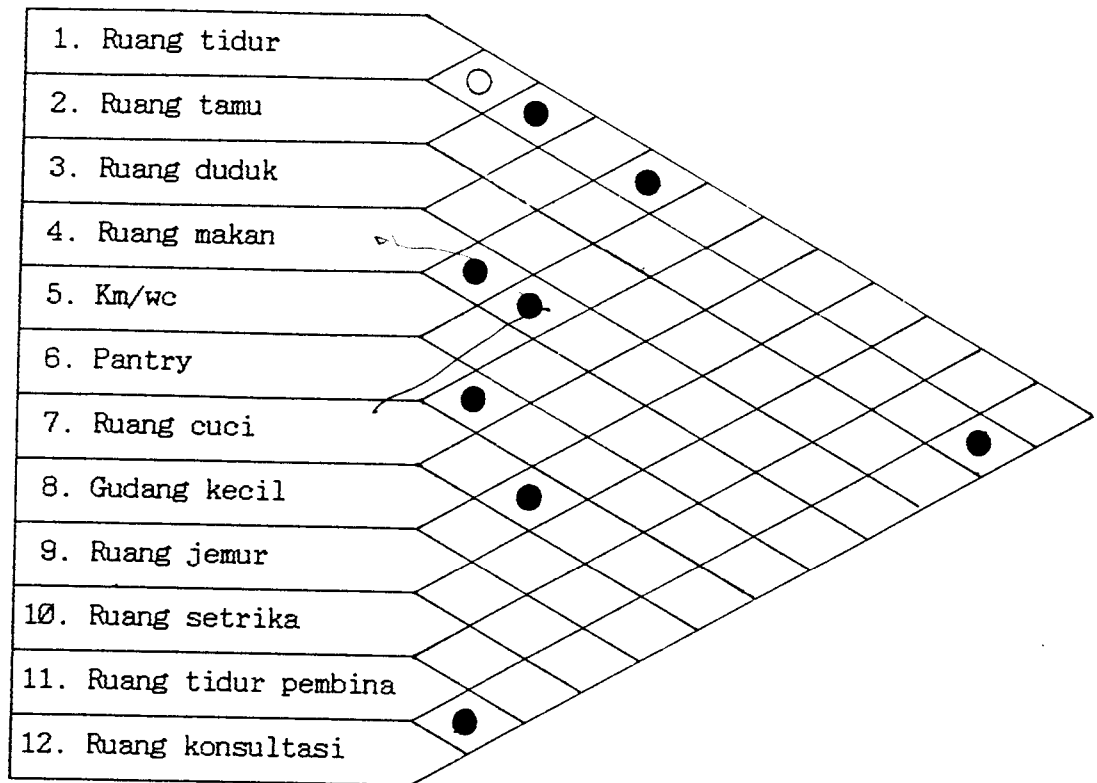 1. Ruang tidur
2. Ruang tamu
3. Ruang duduk
4. Ruang makan
5. Km/wc
6. Pantry
7. Ruang cuci
8. Gudang kecil
9. Ruang jemur
10. Ruang setrika
11. Ruang tidur pembina
12. Ruang konsultasi